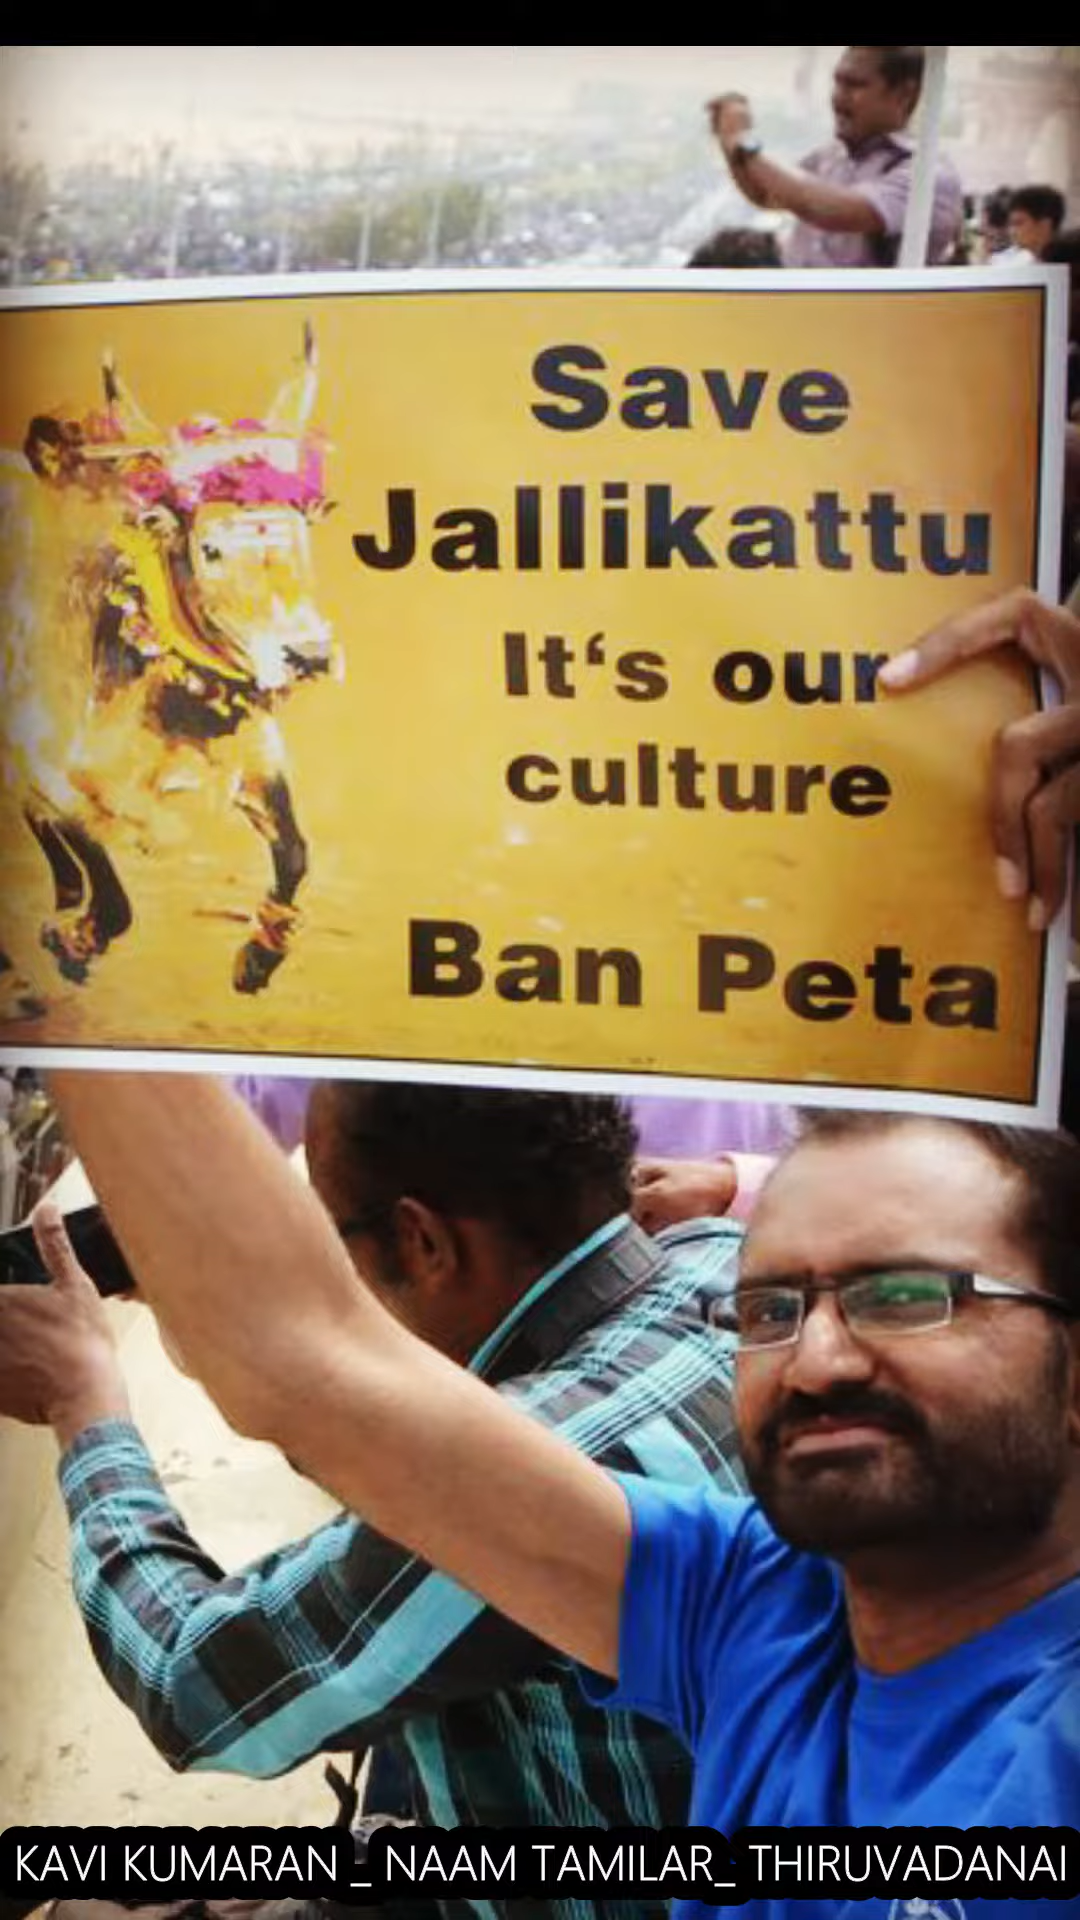 Save
Jallikattu
It‘s our
culture
Ban Peta
KAVI KUMARAN _ NAAM TAMILAR_ THIRUVADANAI